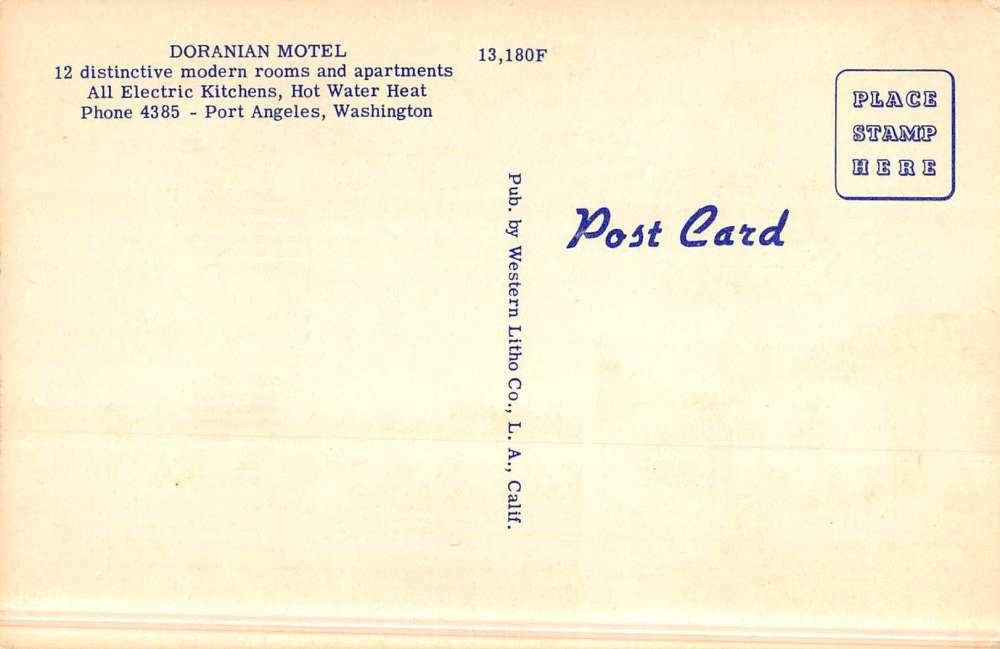 DORANIAN MOTEL
12 distinctive modern rooms and apartments
All Electric Kitchens, Hot Water Heat
Phone 4385 - Port Angeles, Washington
13,180F
PLACE
STAMP
HERE
Post Card
Pub. by Western Litho Co., L. A., Calif.